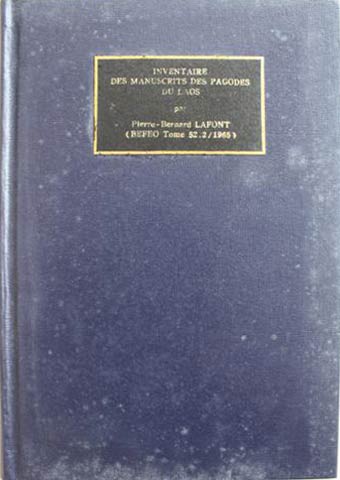 INVENTAIRE
DES MANUSCRITS DES PAGODES
DU LAOS
par
Pierre-Bernard LAFONT
(BEFEO Tome 52.2/1965)